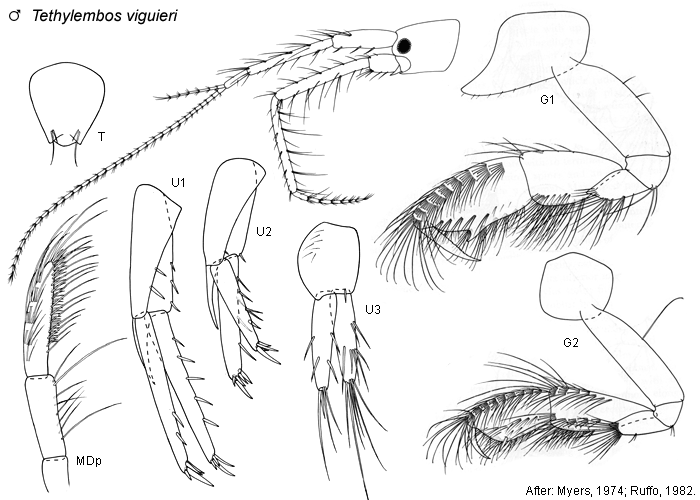 ♂ Tethylembos viguieri
G1
T
U1
U2
U3
G2
MDp
After: Myers, 1974; Ruffo, 1982.